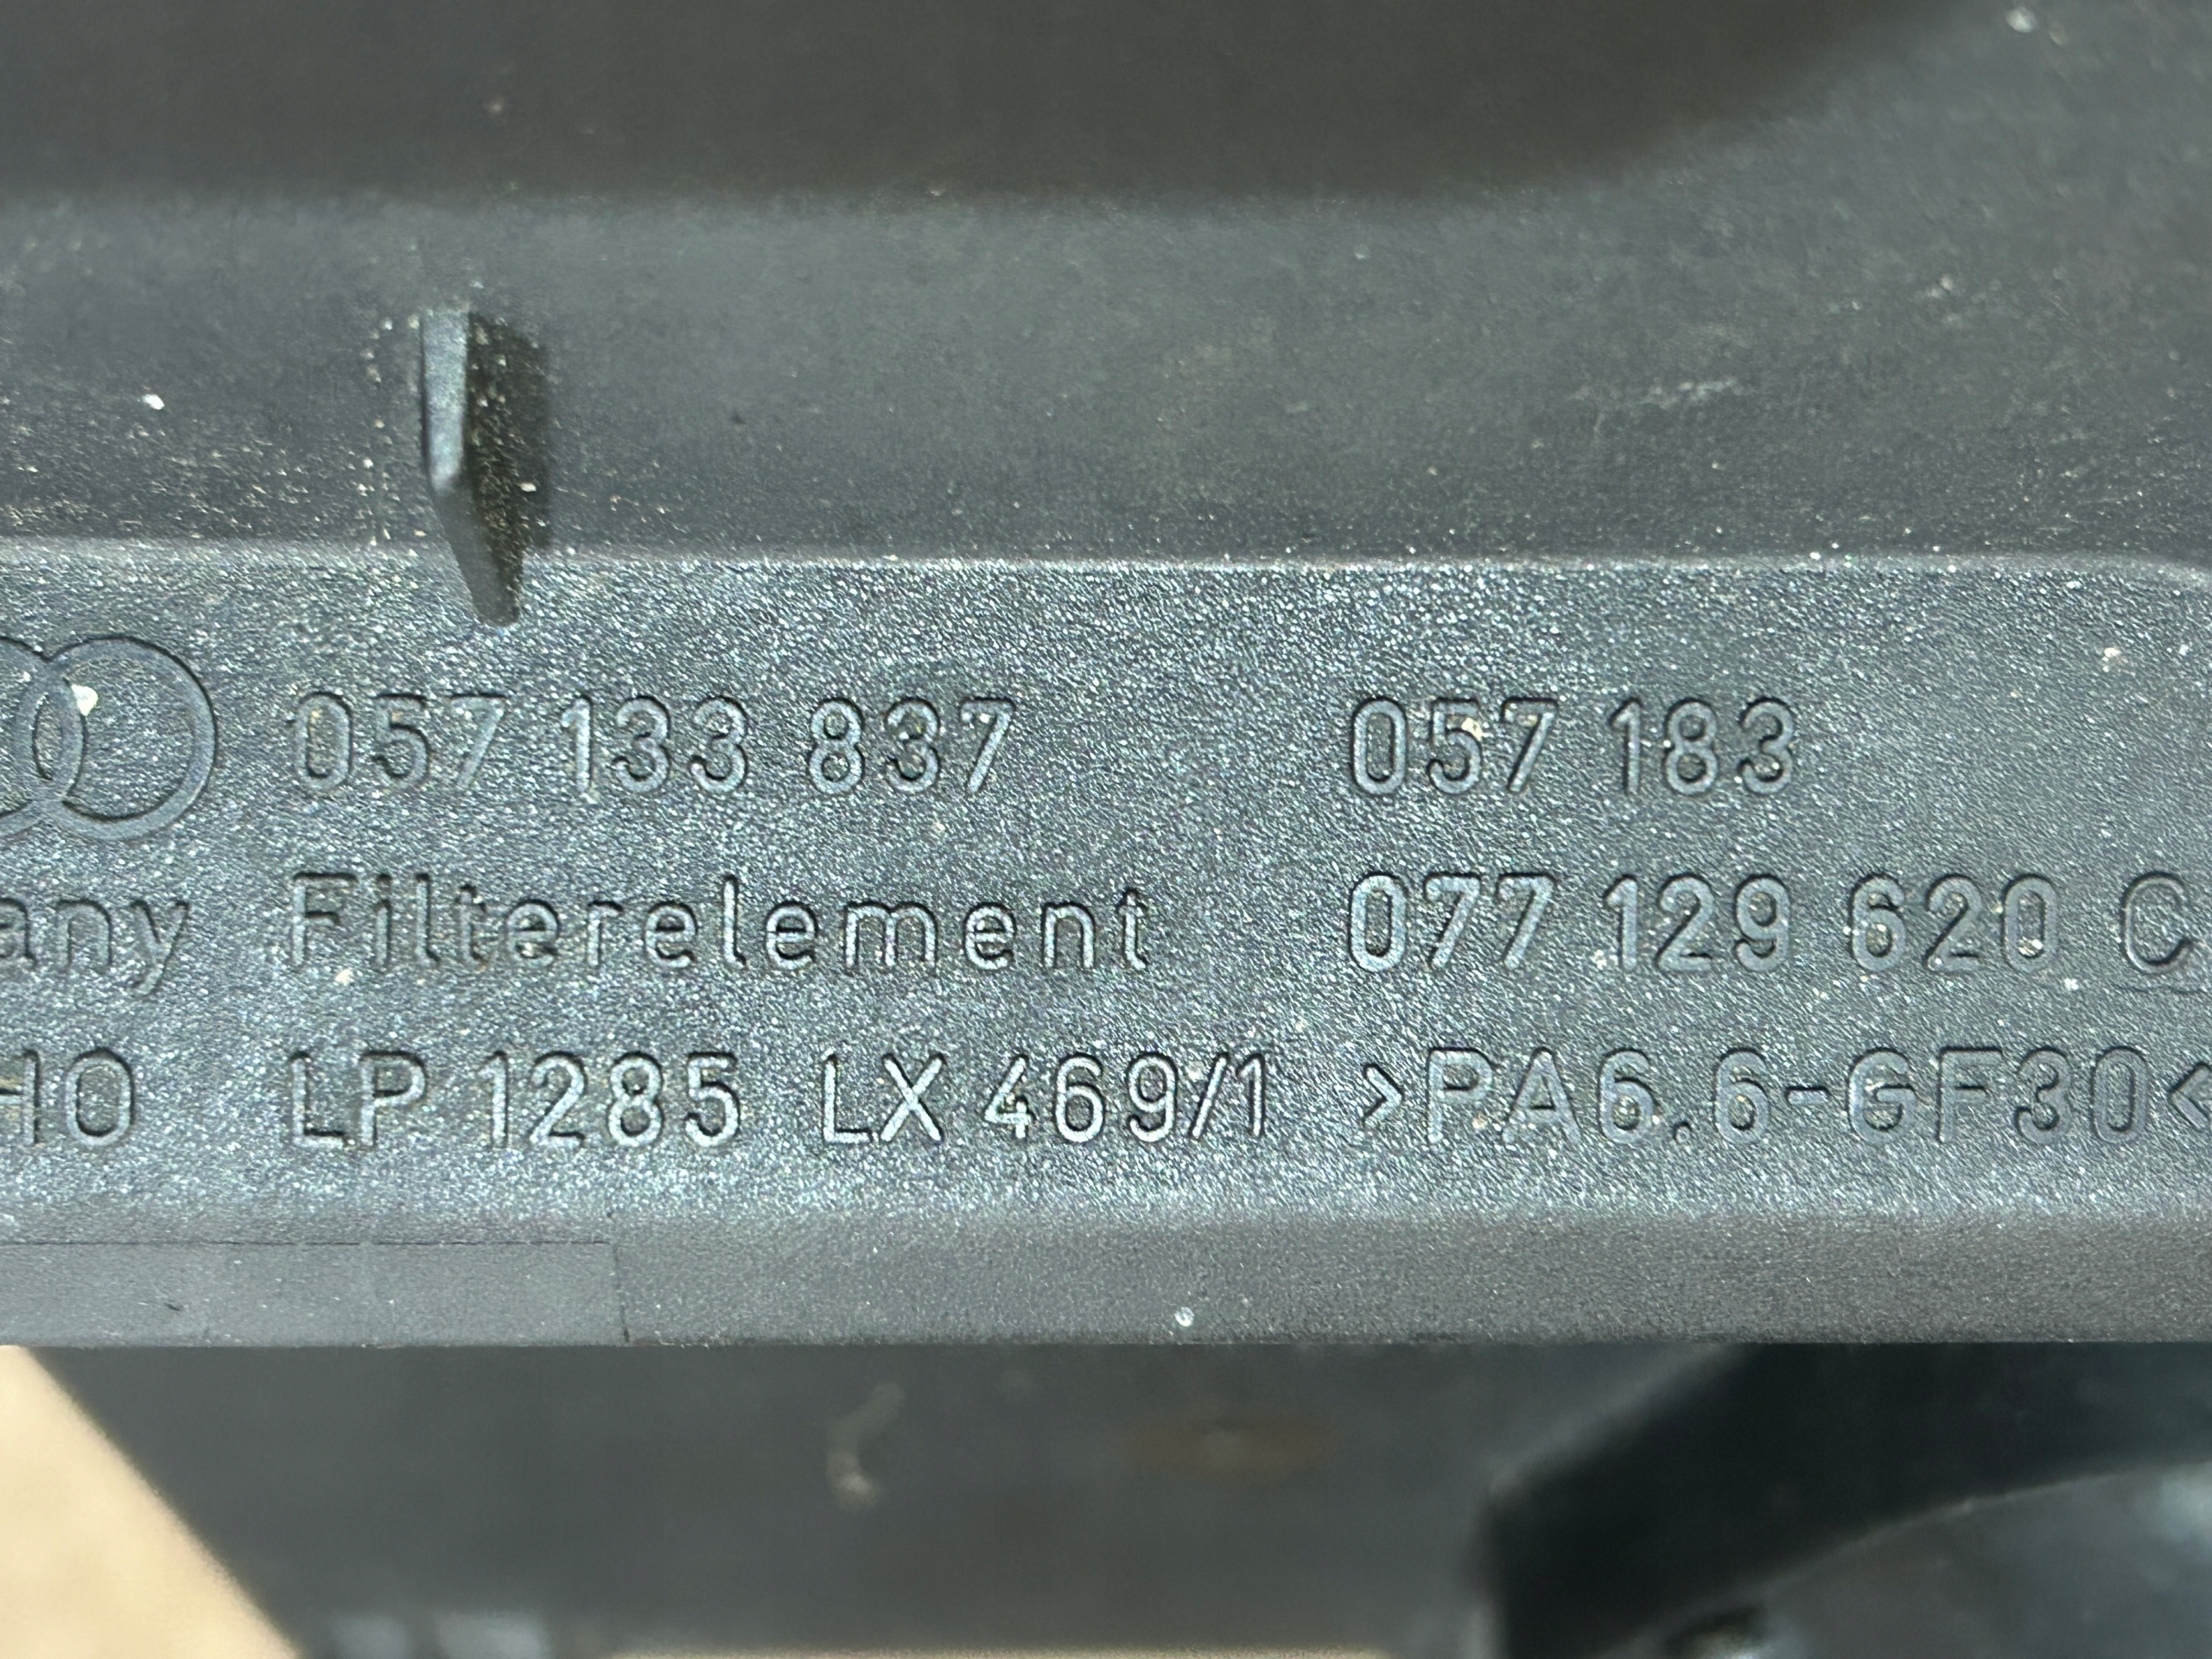 057 133 837 057 183
any Filterelement 077 129 620 C
HO LP 1285 LX 469/1 >PA6.6-GF30<